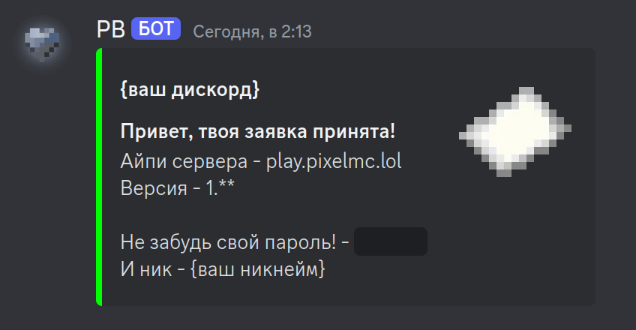 PB БОТ Сегодня, в 2:13
{ваш дискорд}
Привет, твоя заявка принята!
Айпи сервера - play.pixelmc.lol
Версия - 1.**
Не забудь свой пароль! -
И ник - {ваш никнейм}